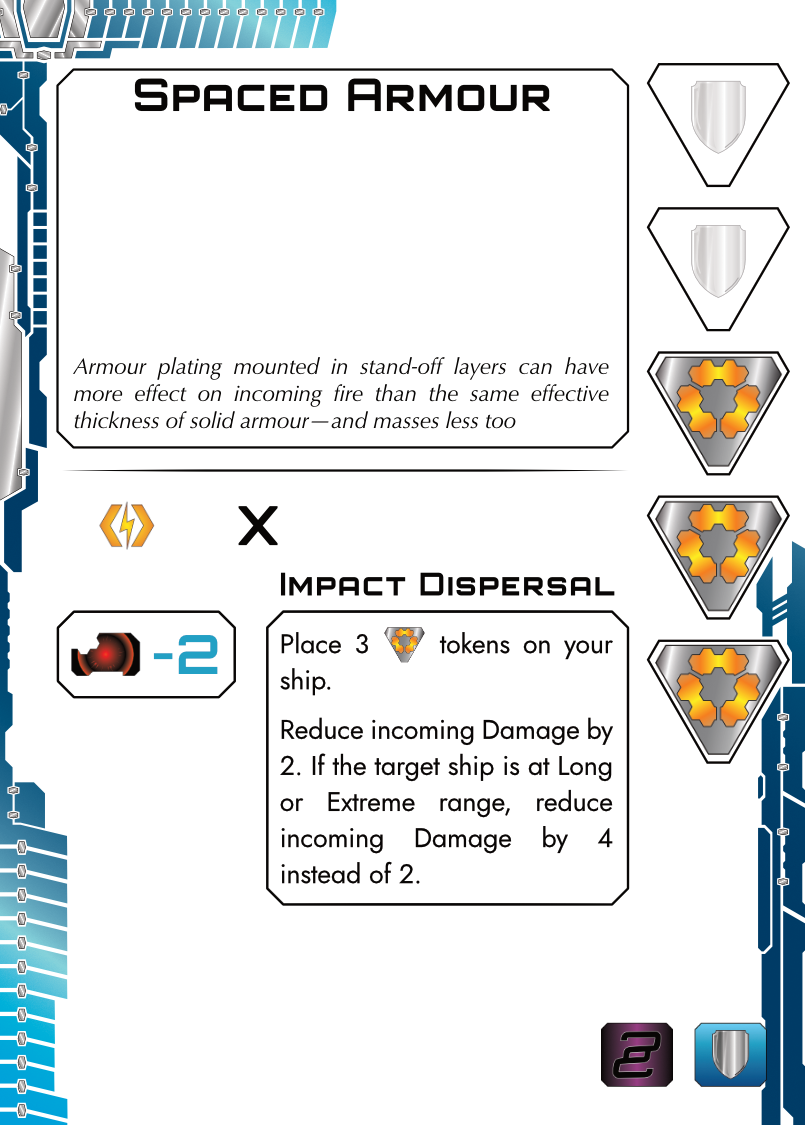 SPACED ARMOUR
Armour plating mounted in stand-off layers can have
more effect on incoming fire than the same effective
thickness of solid armour—and masses less too
X
IMPACT DISPERSAL
-2
Place 3 tokens on your
ship.
Reduce incoming Damage by
2. If the target ship is at Long
or Extreme range, reduce
incoming Damage by 4
instead of 2.
2